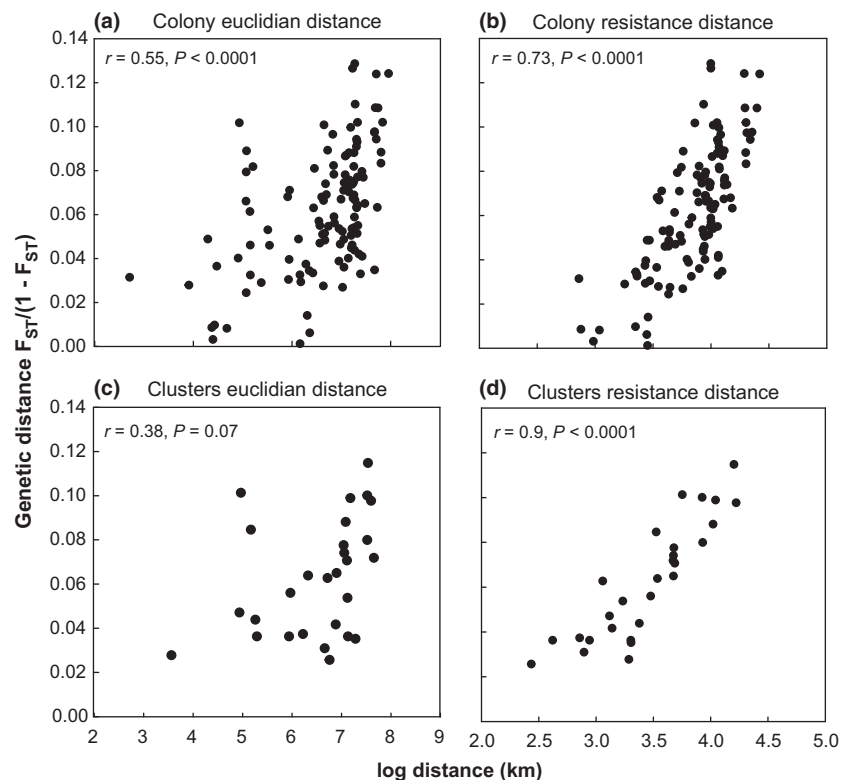 (a) Colony euclidian distance
(b) Colony resistance distance
0.14
0.12
0.10
0.08
0.06
0.04
0.02
0.00
r = 0.55, P < 0.0001
r = 0.73, P < 0.0001
Genetic distance F_ST/(1 - F_ST)
(c) Clusters euclidian distance
(d) Clusters resistance distance
0.14
0.12
0.10
0.08
0.06
0.04
0.02
0.00
r = 0.38, P = 0.07
r = 0.9, P < 0.0001
2 3 4 5 6 7 8 9
2.0 2.5 3.0 3.5 4.0 4.5 5.0
log distance (km)